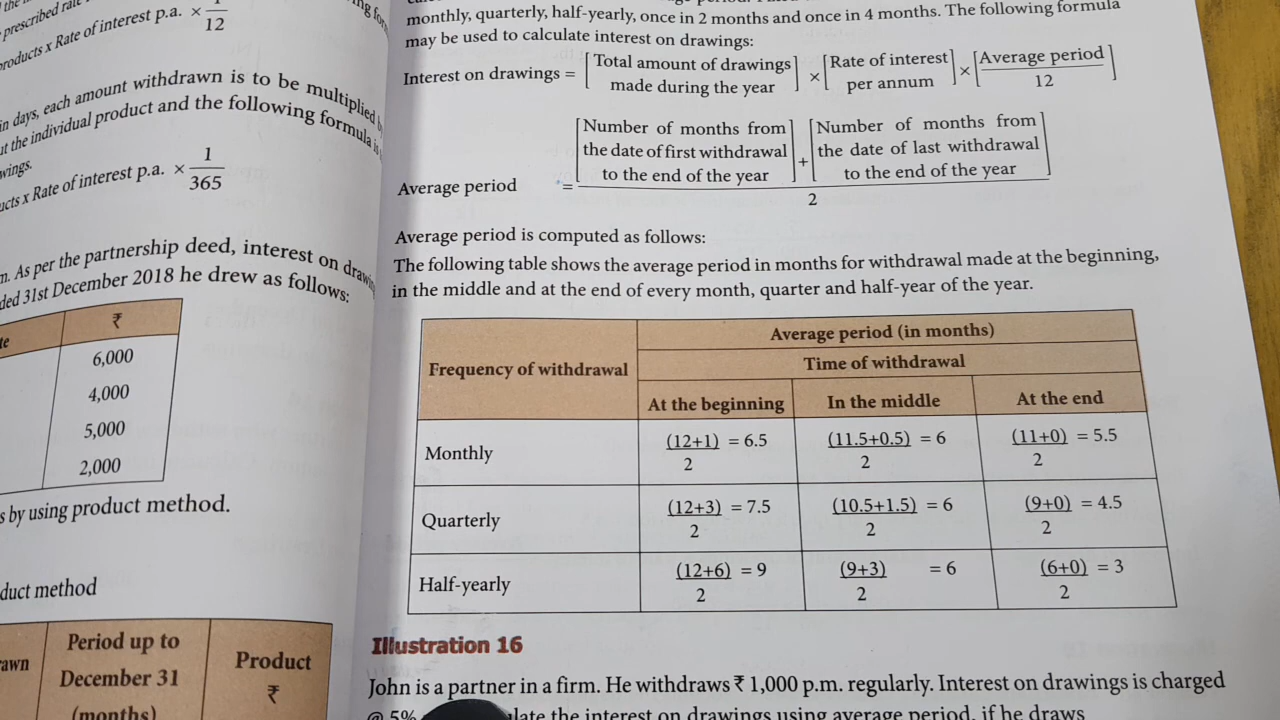 prescribed rate
Rate of interest p.a. × 1/12
in days, each amount withdrawn is to be multiplied
the individual product and the following formula is
x Rate of interest p.a. × 1/365
As per the partnership deed, interest on
31st December 2018 he drew as follows:
₹
6,000
4,000
5,000
2,000
by using product method.
method
Period up to
December 31
(months)
Product
₹
monthly, quarterly, half-yearly, once in 2 months and once in 4 months. The following formula
may be used to calculate interest on drawings:
Interest on drawings = [Total amount of drawings made during the year] × [Rate of interest per annum] × [Average period / 12]
Average period = ([Number of months from the date of first withdrawal to the end of the year] + [Number of months from the date of last withdrawal to the end of the year]) / 2
Average period is computed as follows:
The following table shows the average period in months for withdrawal made at the beginning,
in the middle and at the end of every month, quarter and half-year of the year.
Frequency of withdrawal
Average period (in months)
Time of withdrawal
At the beginning In the middle At the end
Monthly (12+1)/2 = 6.5 (11.5+0.5)/2 = 6 (11+0)/2 = 5.5
Quarterly (12+3)/2 = 7.5 (10.5+1.5)/2 = 6 (9+0)/2 = 4.5
Half-yearly (12+6)/2 = 9 (9+3)/2 = 6 (6+0)/2 = 3
Illustration 16
John is a partner in a firm. He withdraws ₹ 1,000 p.m. regularly. Interest on drawings is charged
@ 5% the interest on drawings using average period, if he draws